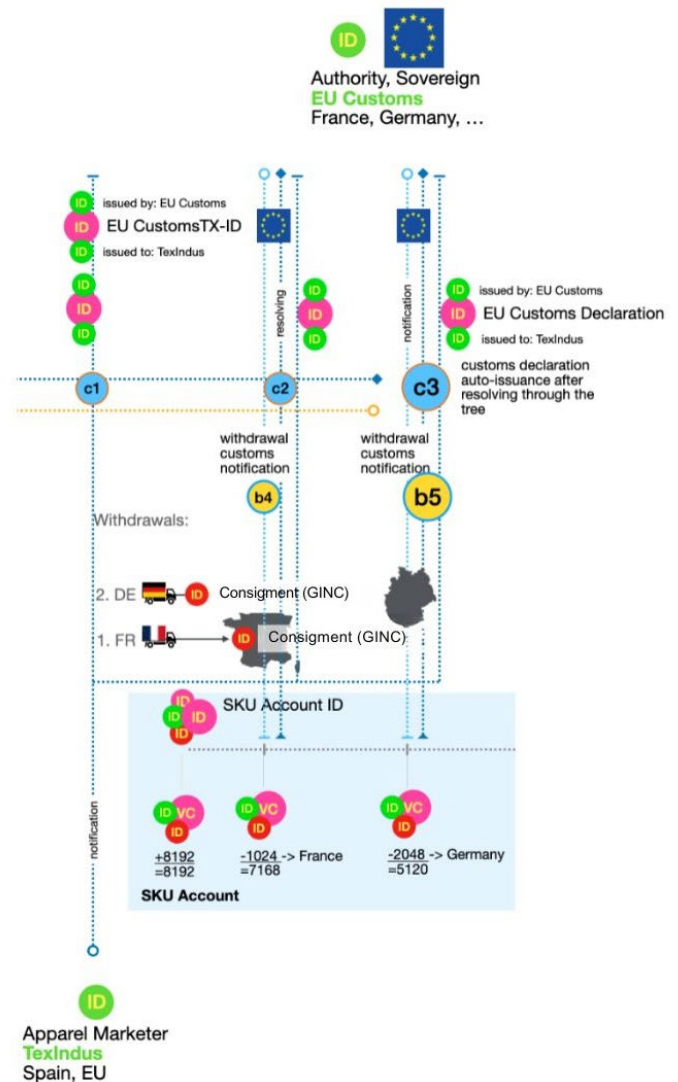 ID
Authority, Sovereign
EU Customs
France, Germany, ...
ID issued by: EU Customs
ID EU CustomsTX-ID
ID issued to: TexIndus
ID
ID
ID
resolving
ID
ID
ID
notification
ID issued by: EU Customs
ID EU Customs Declaration
ID issued to: TexIndus
c1
c2
c3
customs declaration
auto-issuance after
resolving through the
tree
withdrawal
customs
notification
withdrawal
customs
notification
b4
b5
Withdrawals:
2. DE ID Consigment (GINC)
1. FR ID Consigment (GINC)
ID
ID ID
ID
SKU Account ID
ID VC
ID
ID VC
ID
ID VC
ID
+8192
=8192
-1024 -> France
=7168
-2048 -> Germany
=5120
SKU Account
notification
ID
Apparel Marketer
TexIndus
Spain, EU